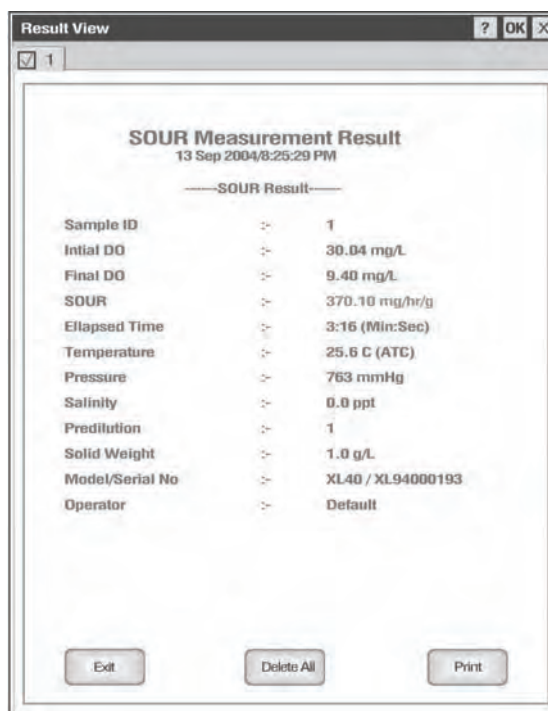 Result View ? OK X
1
SOUR Measurement Result
13 Sep 2004/8:25:29 PM
-------SOUR Result-------
Sample ID :- 1
Intial DO :- 30.04 mg/L
Final DO :- 9.40 mg/L
SOUR :- 370.10 mg/hr/g
Ellapsed Time :- 3:16 (Min:Sec)
Temperature :- 25.6 C (ATC)
Pressure :- 763 mmHg
Salinity :- 0.0 ppt
Predilution :- 1
Solid Weight :- 1.0 g/L
Model/Serial No :- XL40 / XL94000193
Operator :- Default
Exit Delete All Print